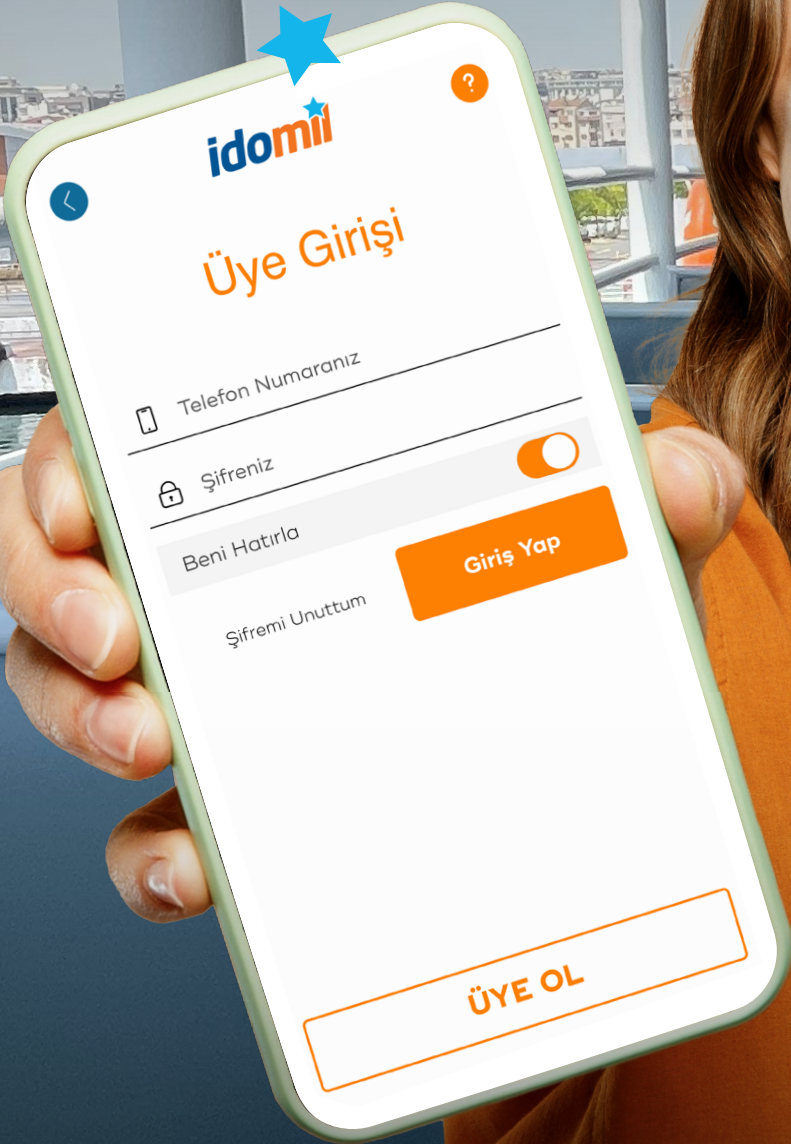 idomil
Üye Girişi
Telefon Numaranız
Şifreniz
Beni Hatırla
Giriş Yap
Şifremi Unuttum
ÜYE OL